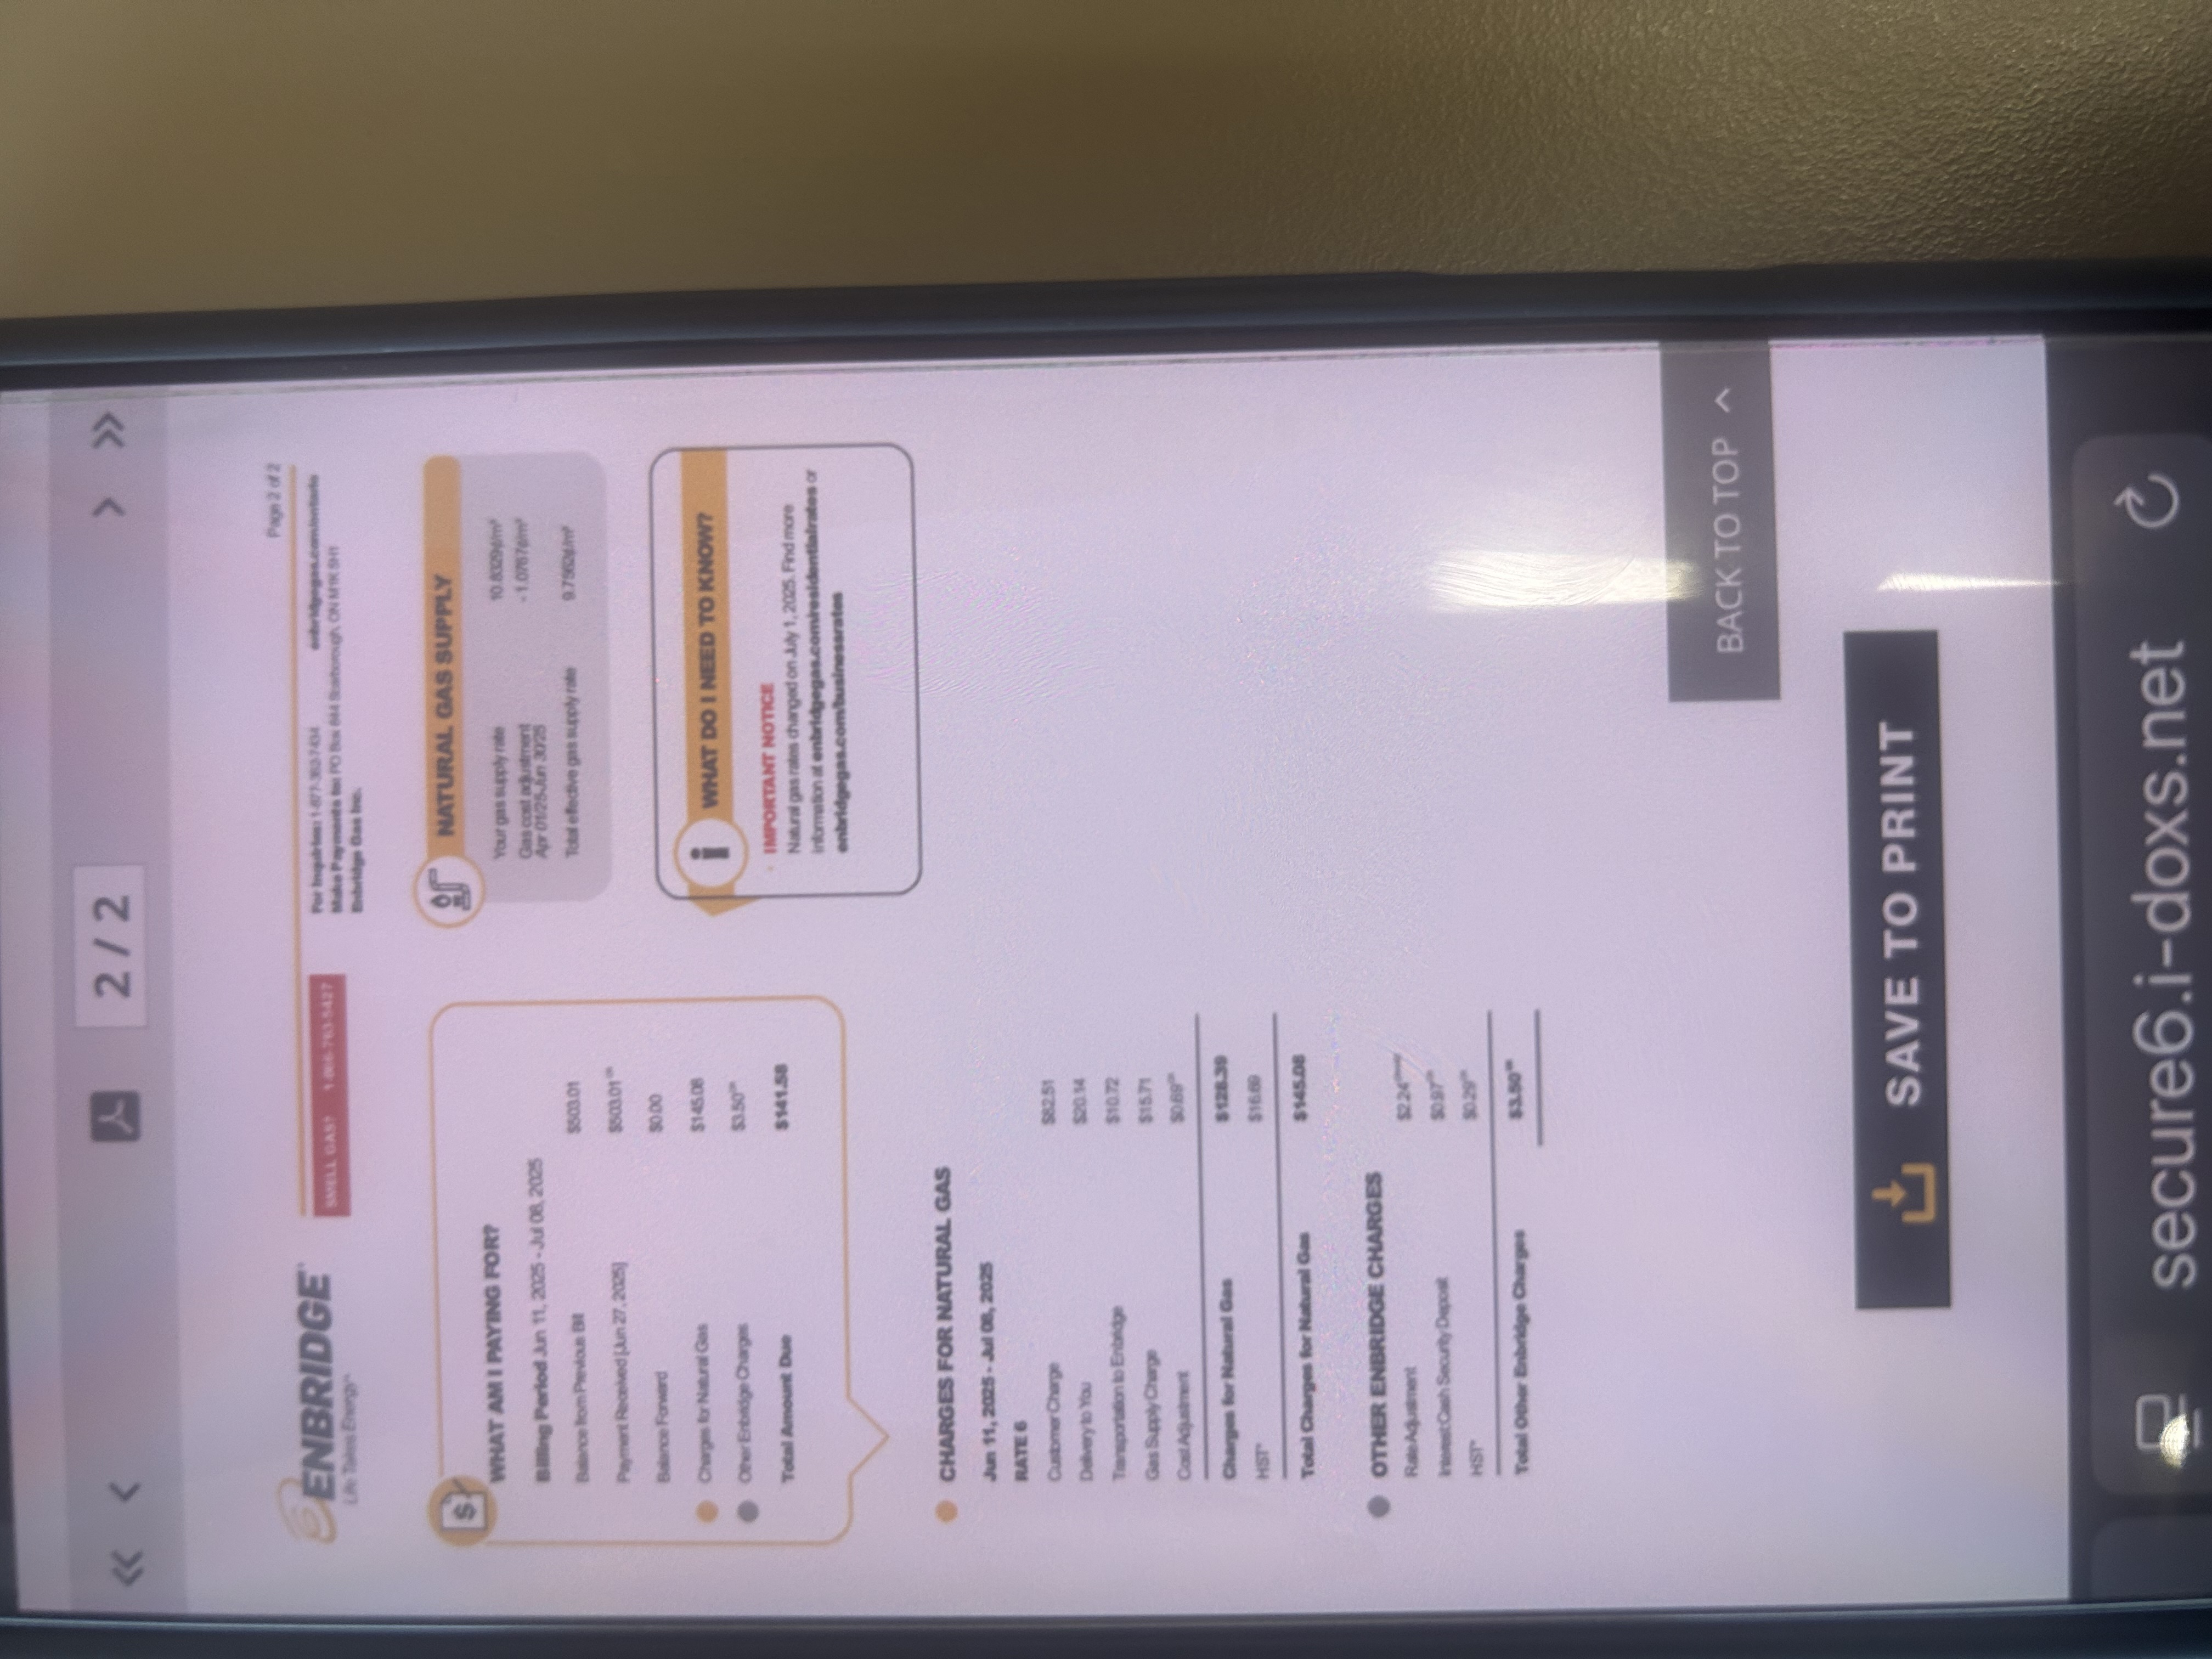 2 / 2
Page 2 of 2
ENBRIDGE
Life Takes Energy
SMELL GAS? 1-866-763-5427
For Inquiries: 1-877-362-7434 enbridgegas.com/ontario
Make Payments to: PO Box 644 Scarborough, ON M1K 5H1
Enbridge Gas Inc.
WHAT AM I PAYING FOR?
Billing Period Jun 11, 2025 - Jul 08, 2025
Balance from Previous Bill $503.01
Payment Received [Jun 27, 2025] $503.01 CR
Balance Forward $0.00
Charges for Natural Gas $145.08
Other Enbridge Charges $3.50 CR
Total Amount Due $141.58
NATURAL GAS SUPPLY
Your gas supply rate 10.8329¢/m³
Gas cost adjustment - 1.0767¢/m³
Apr 01/25-Jun 30/25
Total effective gas supply rate 9.7562¢/m³
WHAT DO I NEED TO KNOW?
IMPORTANT NOTICE
Natural gas rates changed on July 1, 2025. Find more
information at enbridgegas.com/residentialrates or
enbridgegas.com/businessrates
CHARGES FOR NATURAL GAS
Jun 11, 2025 - Jul 08, 2025
RATE 6
Customer Charge $82.51
Delivery to You $20.14
Transportation to Enbridge $10.72
Gas Supply Charge $15.71
Cost Adjustment $0.69 CR
Charges for Natural Gas $128.39
HST* $16.69
Total Charges for Natural Gas $145.08
OTHER ENBRIDGE CHARGES
Rate Adjustment $2.24
Interest Cash Security Deposit $0.97 CR
HST* $0.29 CR
Total Other Enbridge Charges $3.50 CR
BACK TO TOP
SAVE TO PRINT
secure6.i-doxs.net